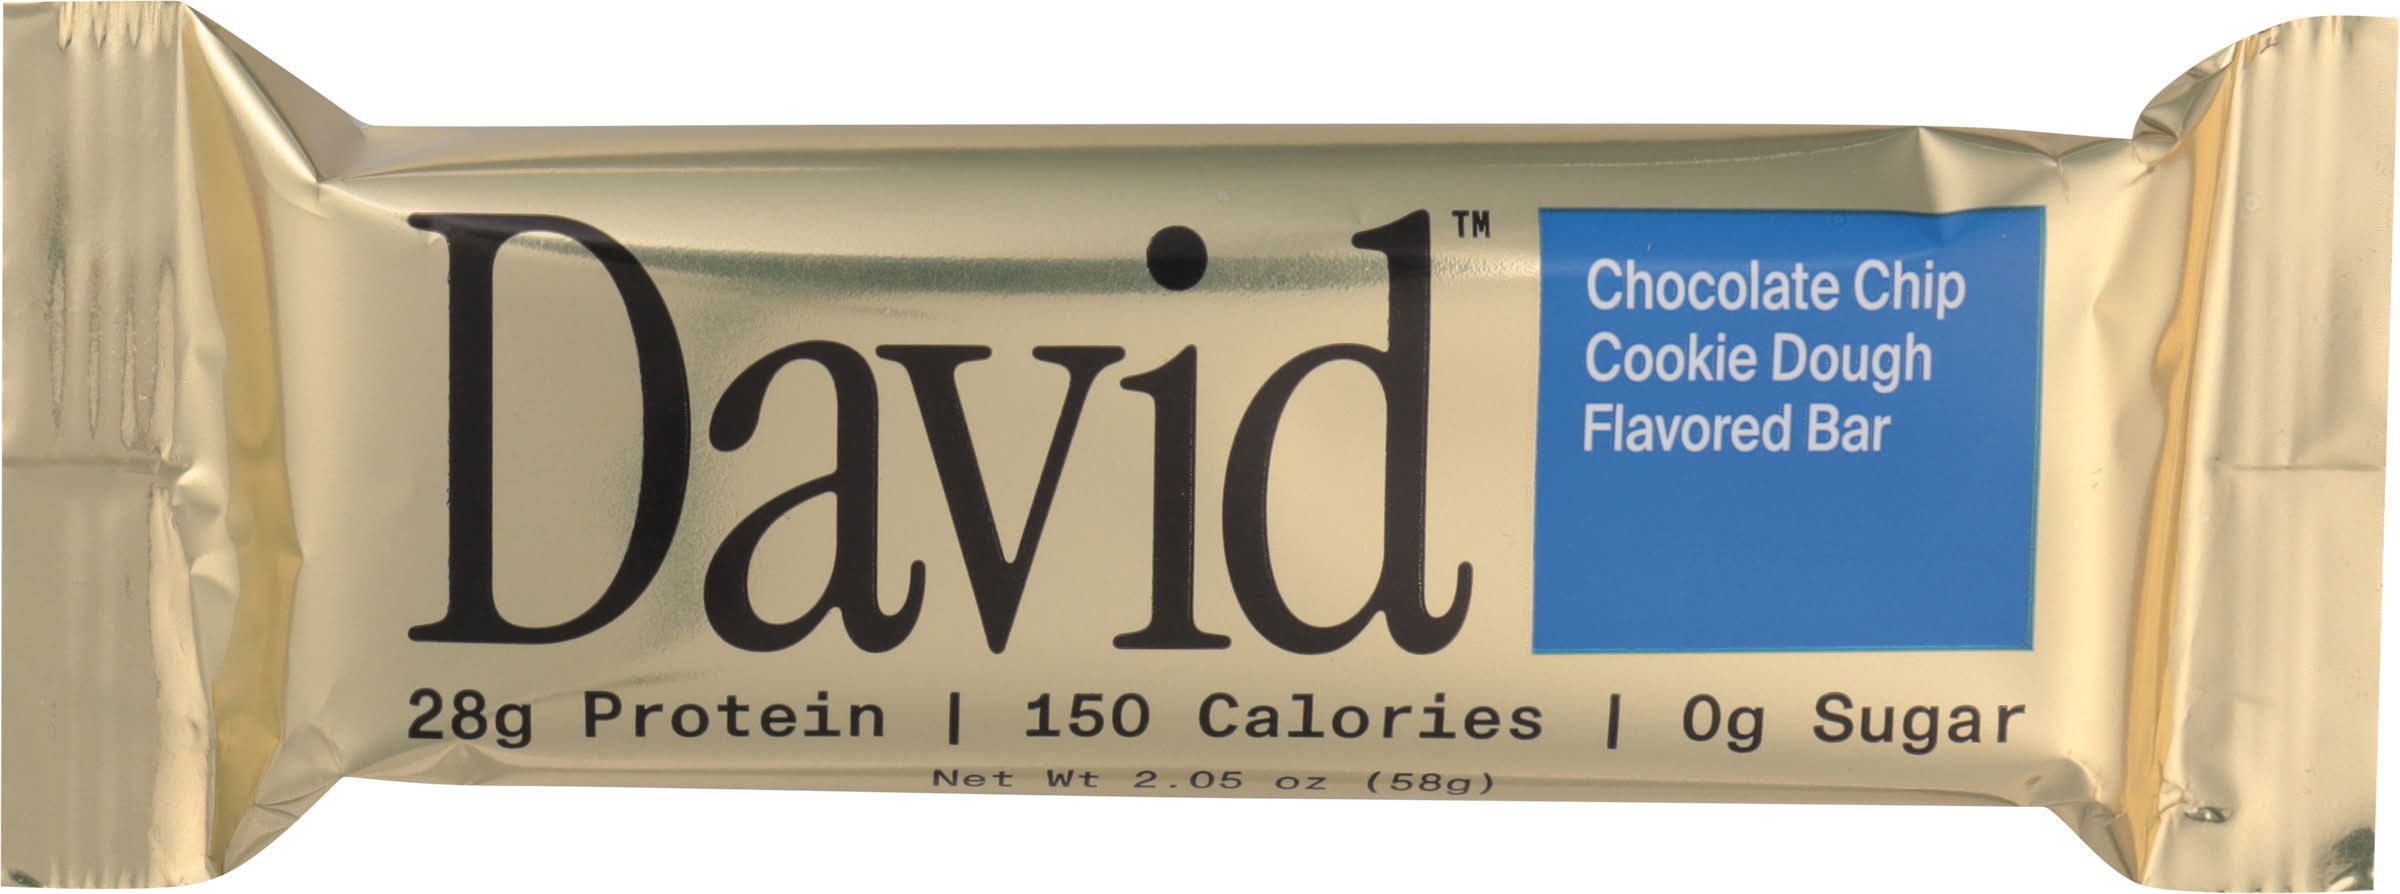 David™
Chocolate Chip
Cookie Dough
Flavored Bar
28g Protein | 150 Calories | 0g Sugar
Net Wt 2.05 oz (58g)